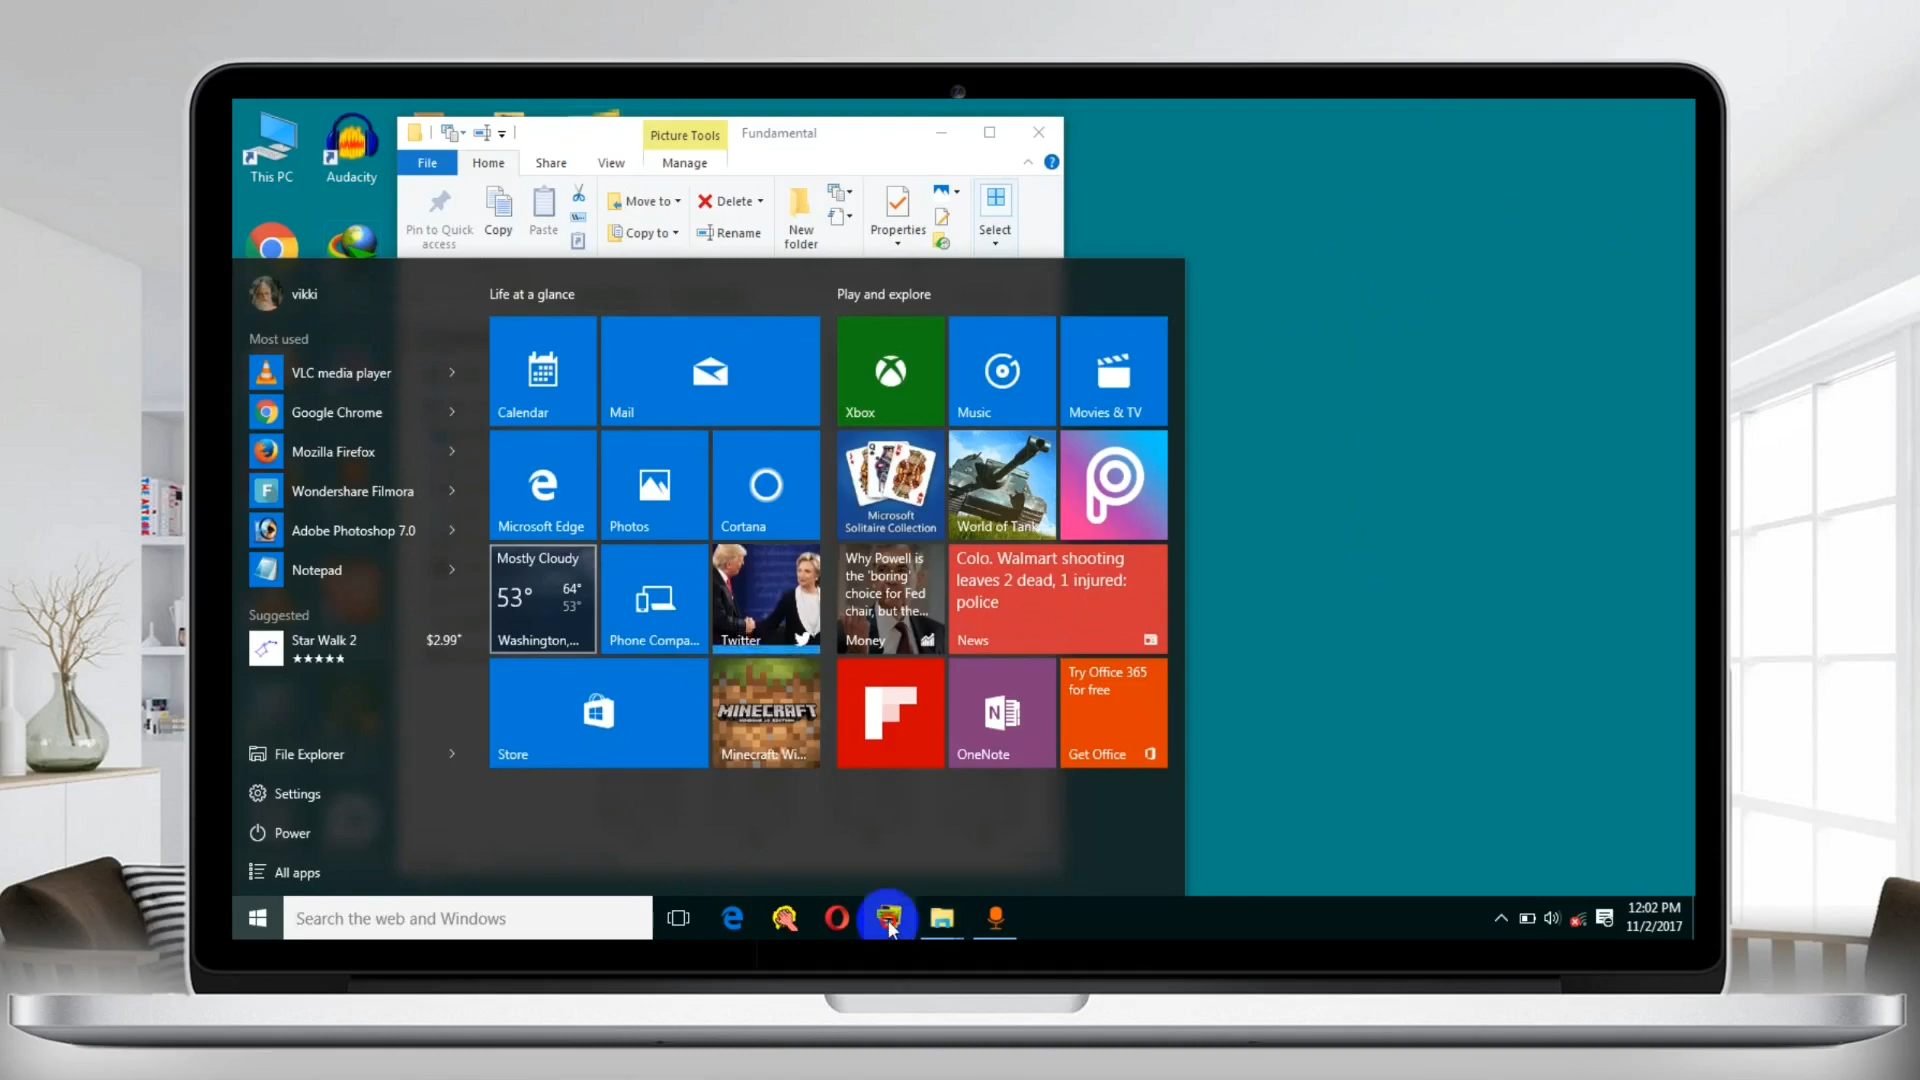 This PC
Audacity
Picture Tools
Fundamental
File
Home
Share
View
Manage
Pin to Quick
access
Copy
Paste
Move to
Copy to
Delete
Rename
New
folder
Properties
Select
vikki
Most used
VLC media player
Google Chrome
Mozilla Firefox
Wondershare Filmora
Adobe Photoshop 7.0
Notepad
Suggested
Star Walk 2
$2.99*
File Explorer
Settings
Power
All apps
Life at a glance
Calendar
Mail
Microsoft Edge
Photos
Cortana
Mostly Cloudy
53°
64°
53°
Washington,...
Phone Compa...
Twitter
Store
MINECRAFT
Minecraft: Wi...
Play and explore
Xbox
Music
Movies & TV
Microsoft
Solitaire Collection
World of Tank
Why Powell is
the 'boring'
choice for Fed
chair, but the...
Money
Colo. Walmart shooting
leaves 2 dead, 1 injured:
police
News
OneNote
Try Office 365
for free
Get Office
Search the web and Windows
12:02 PM
11/2/2017